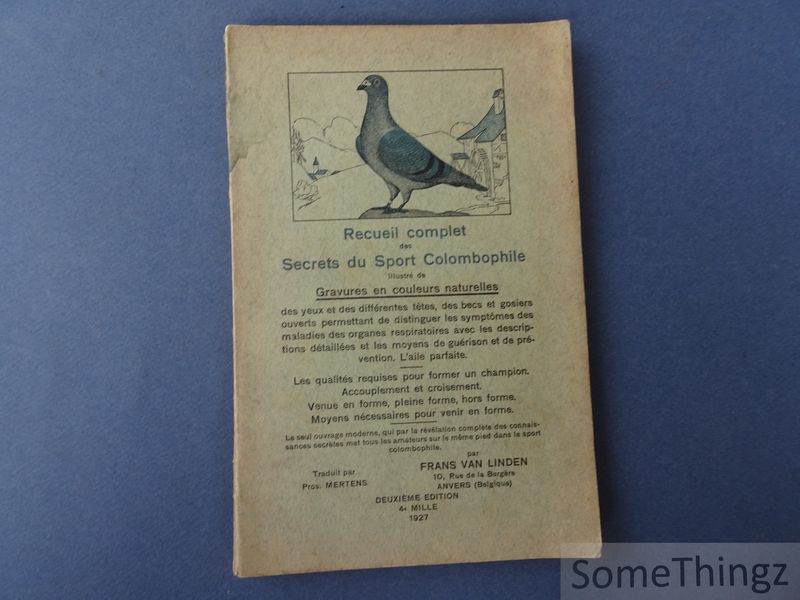 Recueil complet
des
Secrets du Sport Colombophile
illustré de
Gravures en couleurs naturelles
des yeux et des différentes têtes, des becs et gosiers
ouverts permettant de distinguer les symptômes des
maladies des organes respiratoires avec les descrip-
tions détaillées et les moyens de guérison et de pré-
vention. L'aile parfaite.
Les qualités requises pour former un champion.
Accouplement et croisement.
Venue en forme, pleine forme, hors forme.
Moyens nécessaires pour venir en forme.
Le seul ouvrage moderne, qui par la révélation complète des connais-
sances secrètes met tous les amateurs sur le même pied dans le sport
colombophile.
Traduit par
Pros. MERTENS
par
FRANS VAN LINDEN
10, Rue de la Bergère
ANVERS (Belgique)
DEUXIÈME EDITION
4e MILLE
1927
SomeThingz